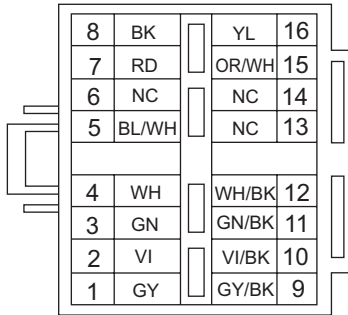 8 BK YL 16
7 RD OR/WH 15
6 NC NC 14
5 BL/WH NC 13
4 WH WH/BK 12
3 GN GN/BK 11
2 VI VI/BK 10
1 GY GY/BK 9